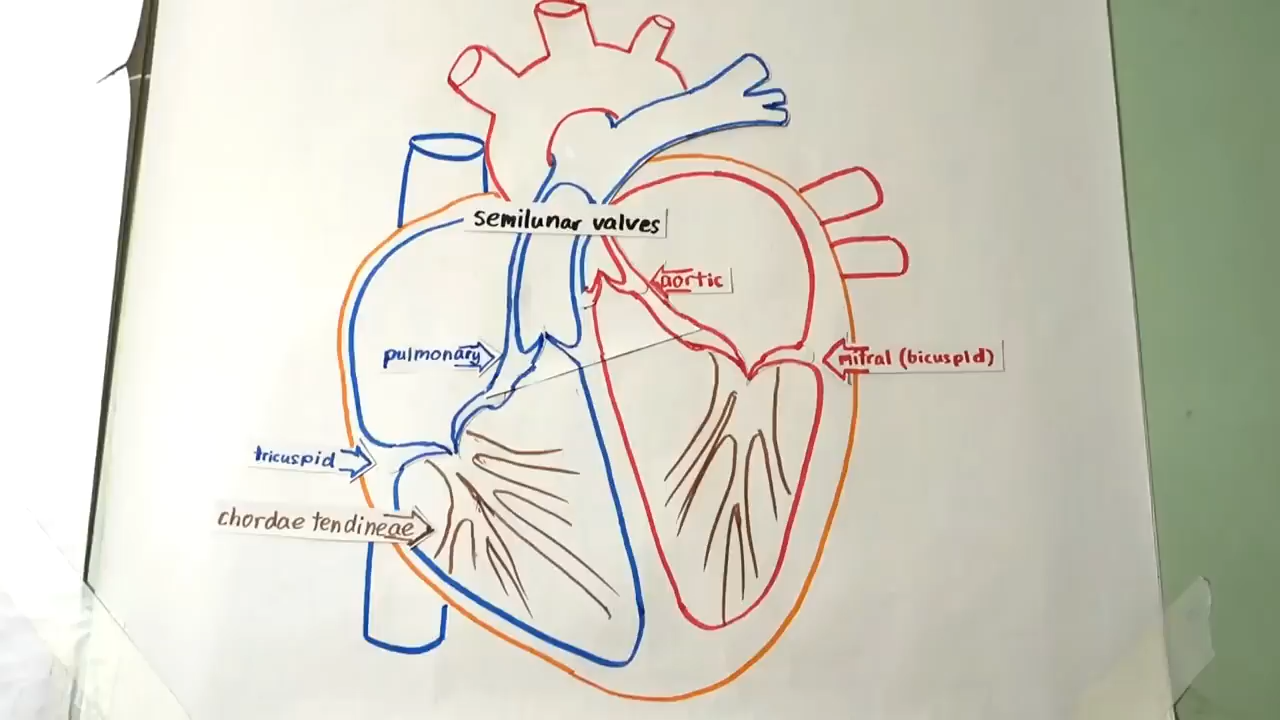 semilunar valves
aortic
pulmonary
mitral (bicuspid)
tricuspid
chordae tendineae